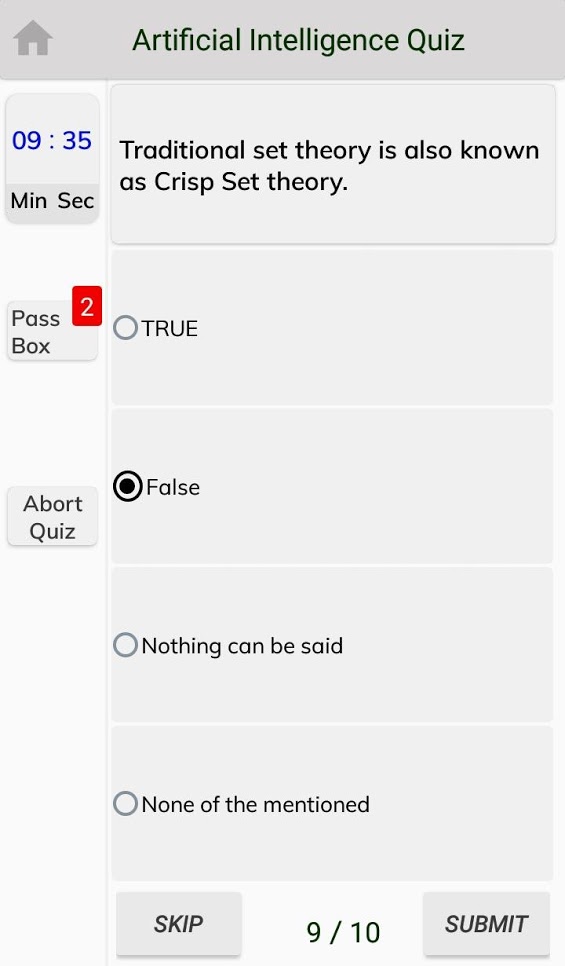 Artificial Intelligence Quiz
09 : 35
Min Sec
Traditional set theory is also known
as Crisp Set theory.
2
Pass
Box
TRUE
False
Abort
Quiz
Nothing can be said
None of the mentioned
SKIP
9 / 10
SUBMIT